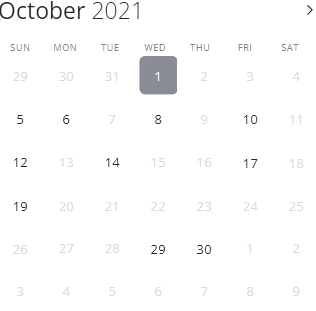 October 2021
SUN MON TUE WED THU FRI SAT
29 30 31 1 2 3 4
5 6 7 8 9 10 11
12 13 14 15 16 17 18
19 20 21 22 23 24 25
26 27 28 29 30 1 2
3 4 5 6 7 8 9